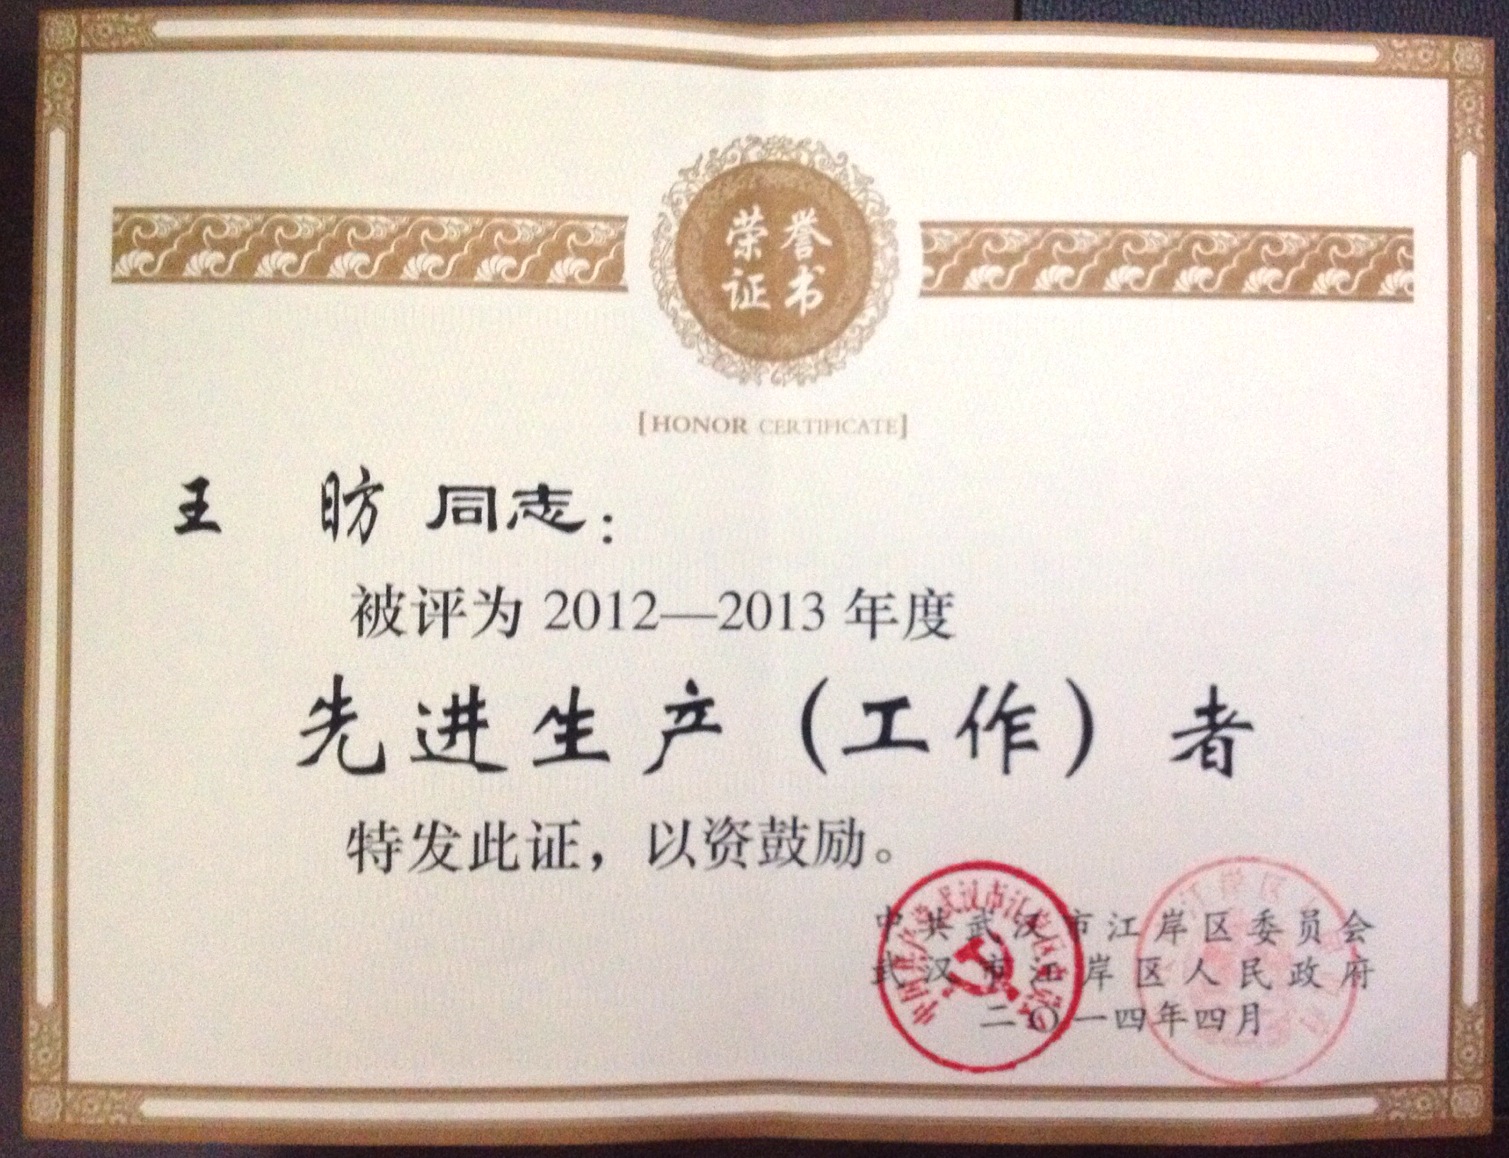 荣誉
证书
[HONOR CERTIFICATE]
王 昉 同志：
被评为 2012—2013 年度
先进生产（工作）者
特发此证，以资鼓励。
中共武汉市江岸区委员会
武汉市江岸区人民政府
二〇一四年四月